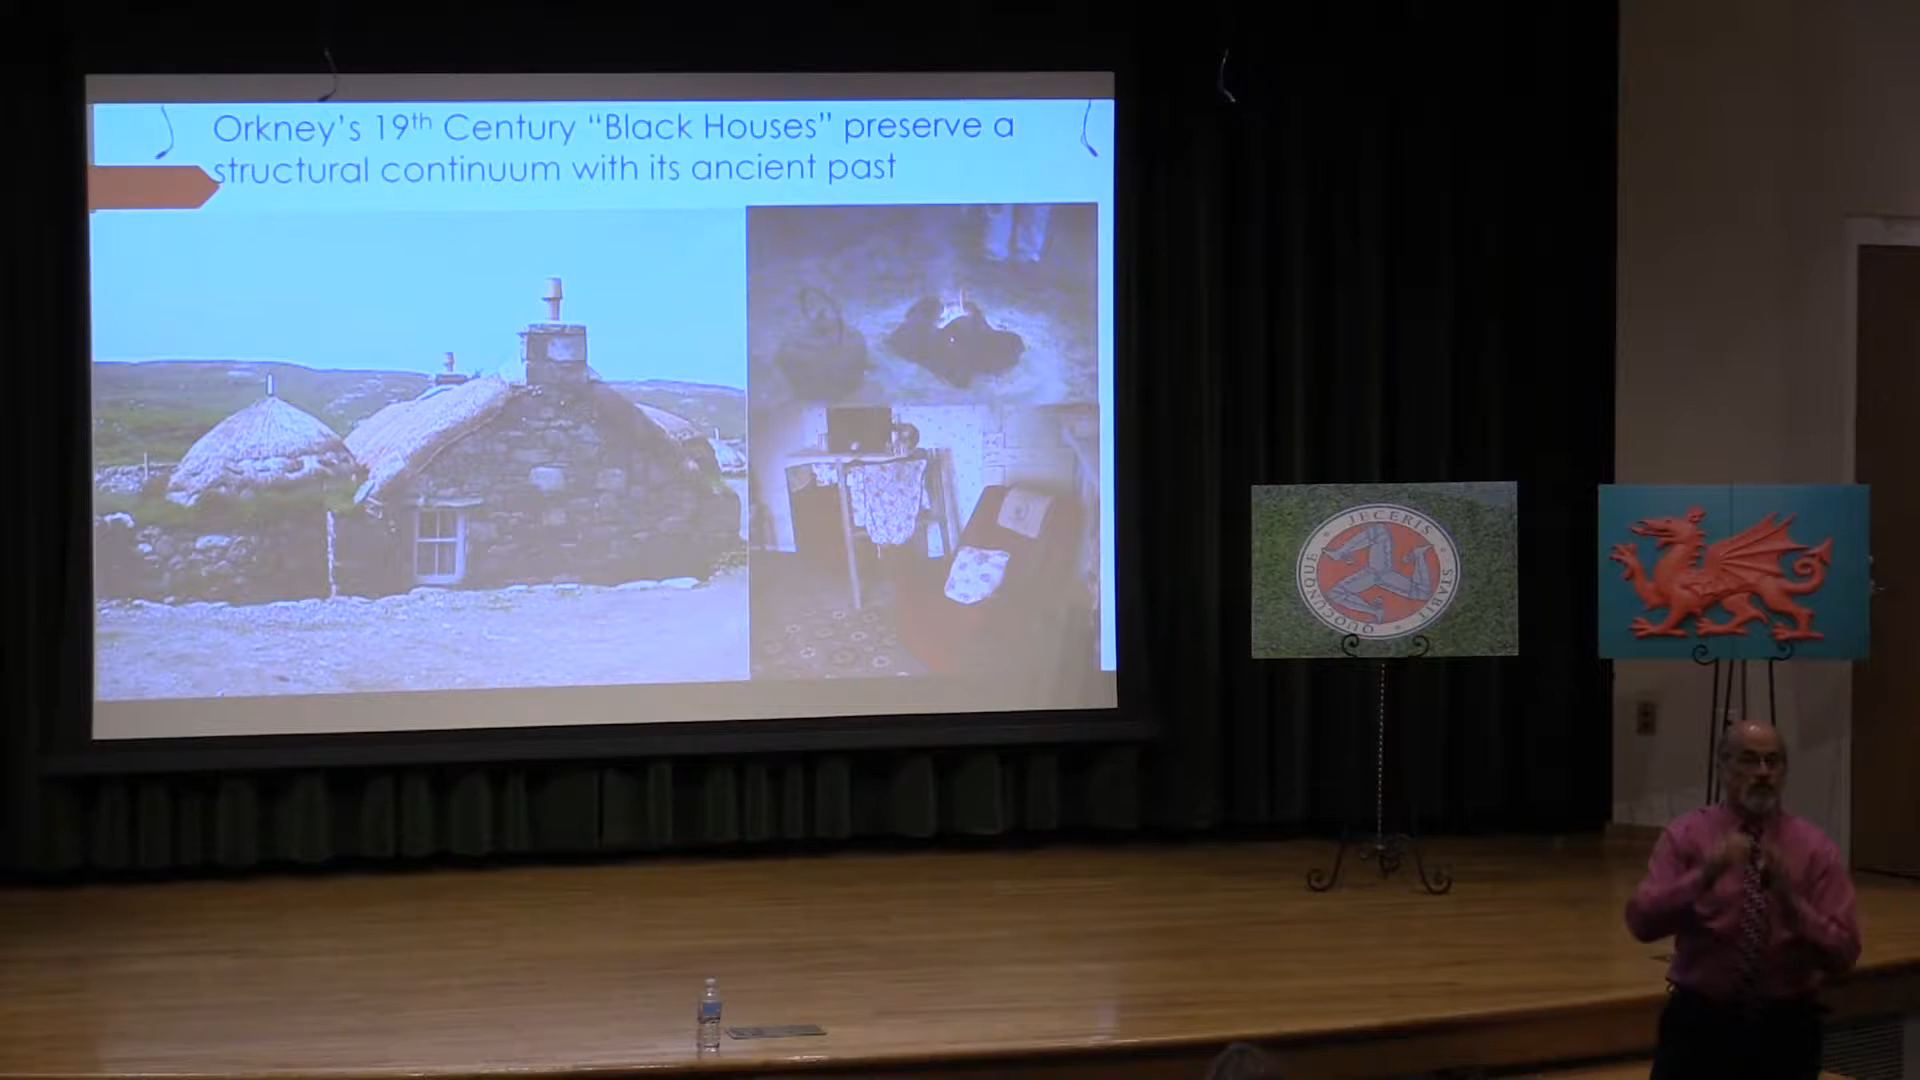 Orkney's 19th Century "Black Houses" preserve a
structural continuum with its ancient past
QUOCUNQUE JECERIS STABIT